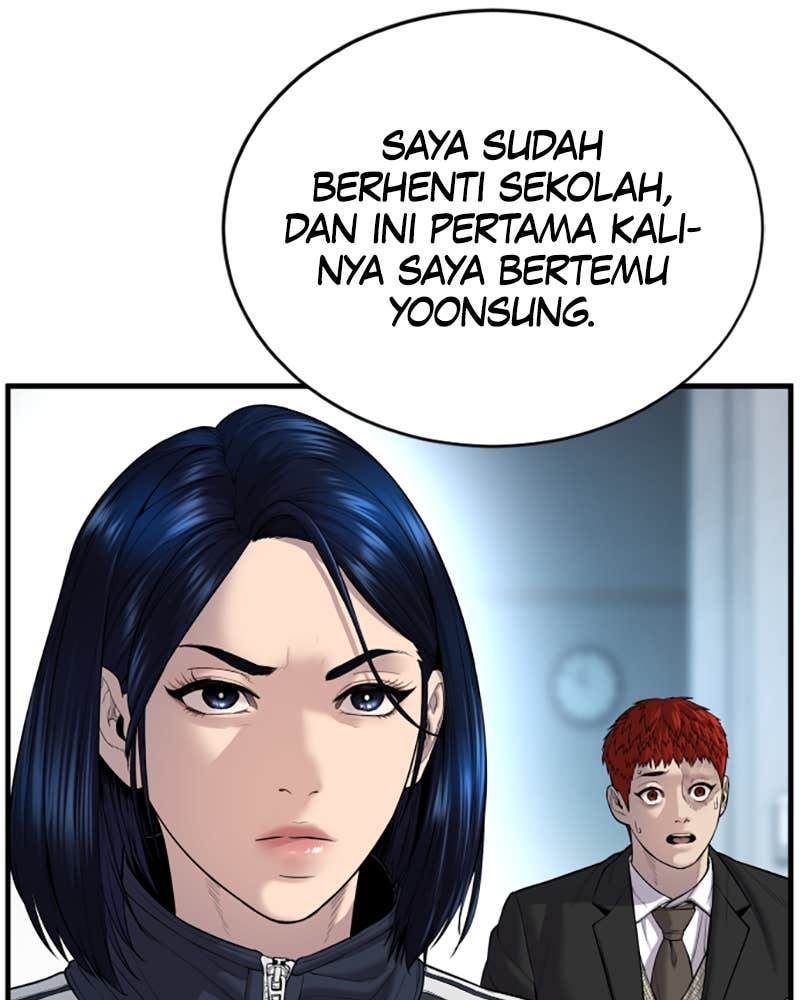 SAYA SUDAH
BERHENTI SEKOLAH,
DAN INI PERTAMA KALI-
NYA SAYA BERTEMU
YOONSUNG.